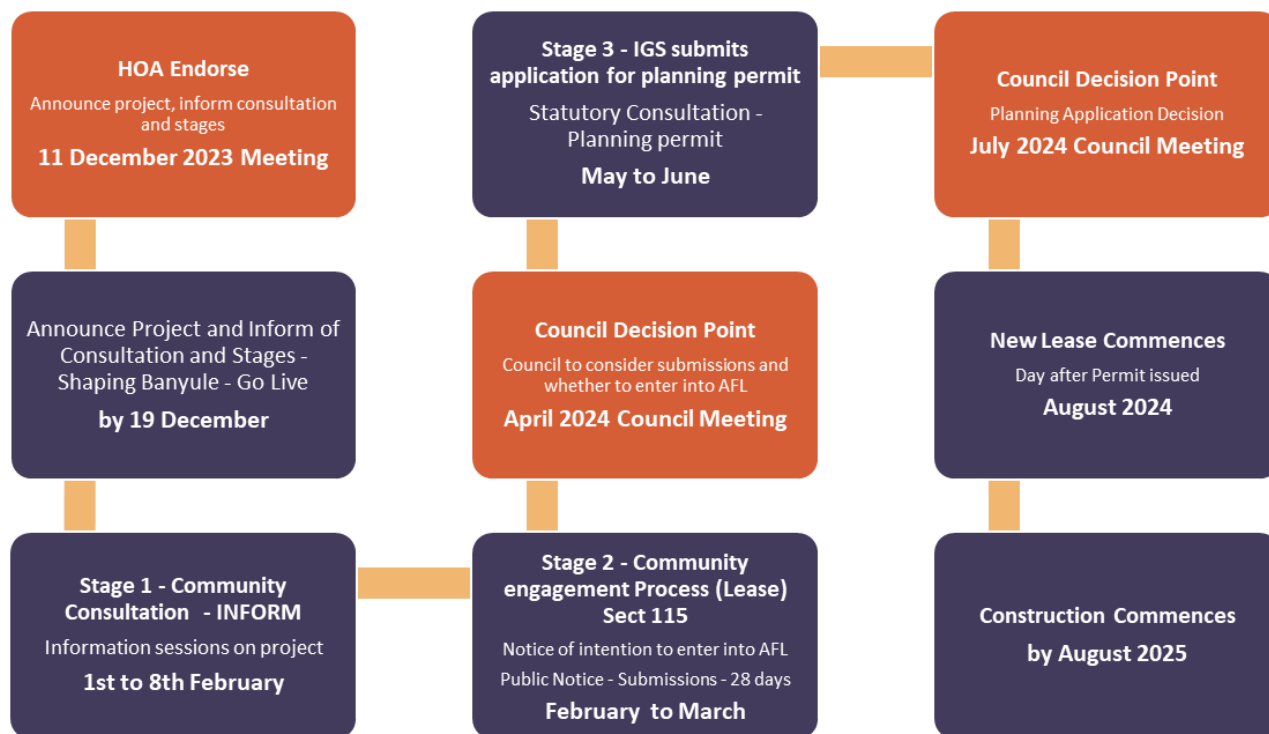 HOA Endorse
Announce project, inform consultation
and stages
11 December 2023 Meeting
Announce Project and Inform of
Consultation and Stages -
Shaping Banyule - Go Live
by 19 December
Stage 1 - Community
Consultation - INFORM
Information sessions on project
1st to 8th February
Stage 2 - Community
engagement Process (Lease)
Sect 115
Notice of intention to enter into AFL
Public Notice - Submissions - 28 days
February to March
Council Decision Point
Council to consider submissions and
whether to enter into AFL
April 2024 Council Meeting
Stage 3 - IGS submits
application for planning permit
Statutory Consultation -
Planning permit
May to June
Council Decision Point
Planning Application Decision
July 2024 Council Meeting
New Lease Commences
Day after Permit issued
August 2024
Construction Commences
by August 2025